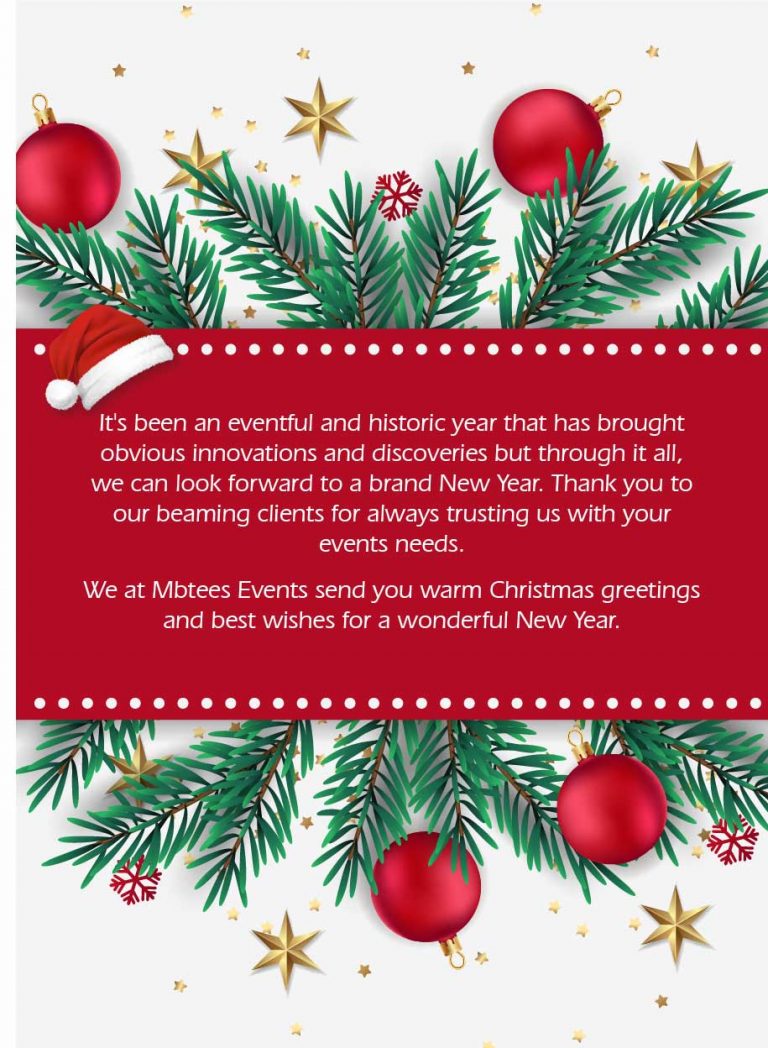 It's been an eventful and historic year that has brought
obvious innovations and discoveries but through it all,
we can look forward to a brand New Year. Thank you to
our beaming clients for always trusting us with your
events needs.
We at Mbtees Events send you warm Christmas greetings
and best wishes for a wonderful New Year.